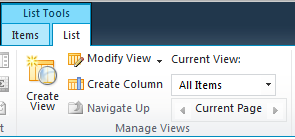 List Tools
Items List
Modify View Current View:
Create View
Create Column All Items
Navigate Up Current Page
Manage Views